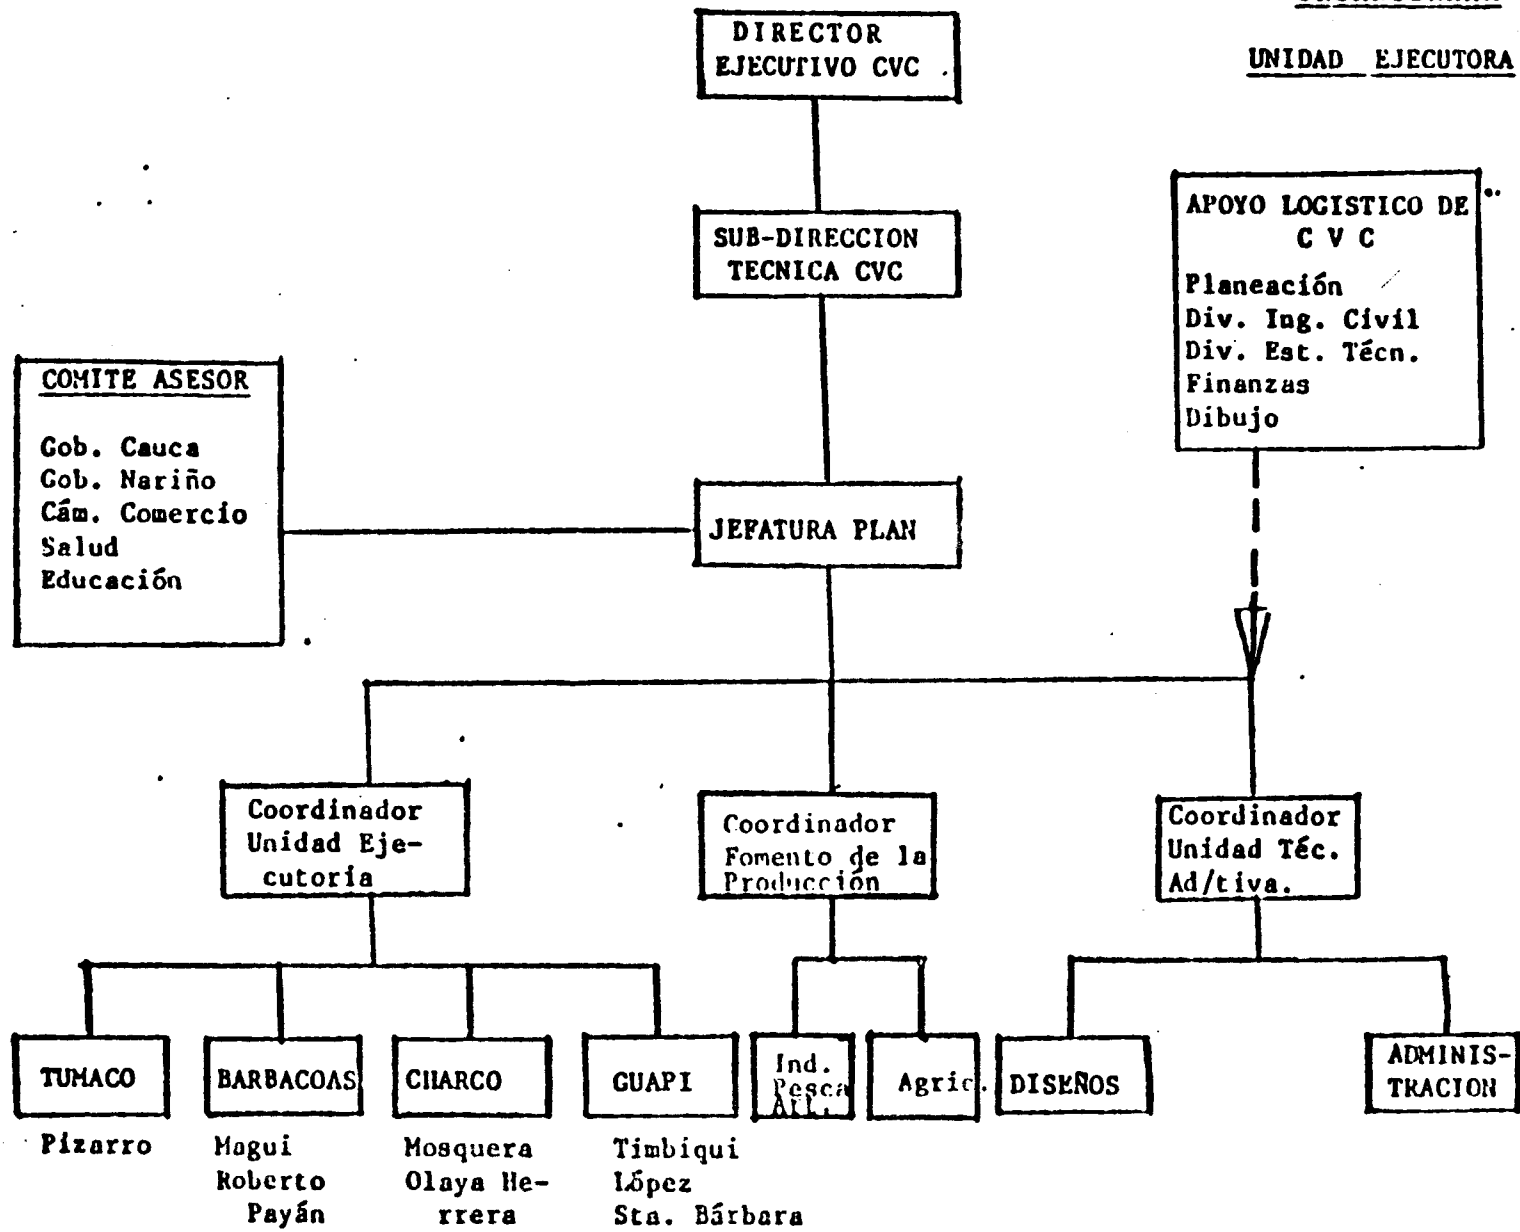 UNIDAD EJECUTORA
DIRECTOR
EJECUTIVO CVC
SUB-DIRECCION
TECNICA CVC
APOYO LOGISTICO DE
C V C
Planeación
Div. Ing. Civil
Div. Est. Técn.
Finanzas
Dibujo
COMITE ASESOR
Gob. Cauca
Gob. Nariño
Cám. Comercio
Salud
Educación
JEFATURA PLAN
Coordinador
Unidad Eje-
cutoria
Coordinador
Fomento de la
Producción
Coordinador
Unidad Téc.
Ad/tiva.
TUMACO
Pizarro
BARBACOAS
Magui
Roberto
Payán
CHARCO
Mosquera
Olaya He-
rrera
GUAPI
Timbiqui
López
Sta. Bárbara
Ind.
Pesca
Art.
Agric.
DISEÑOS
ADMINIS-
TRACION